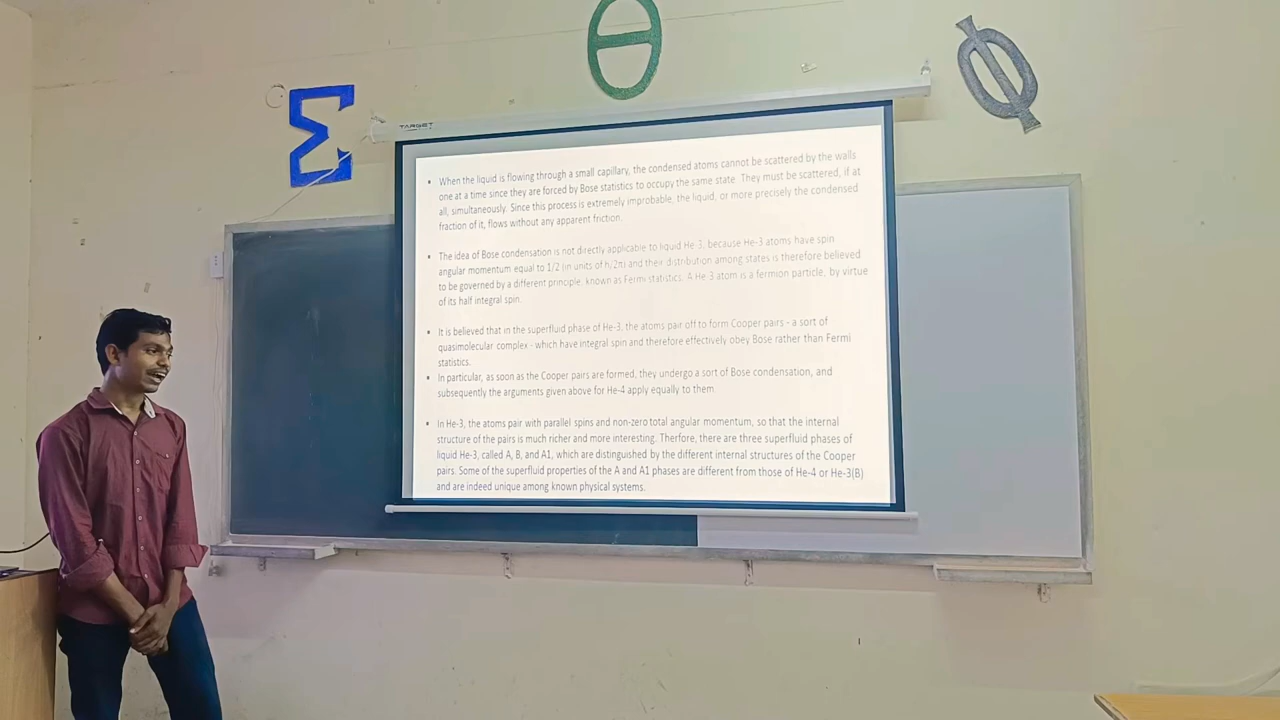 Σ
θ
Φ
TARGET
• When the liquid is flowing through a small capillary, the condensed atoms cannot be scattered by the walls
one at a time since they are forced by Bose statistics to occupy the same state. They must be scattered, if at
all, simultaneously. Since this process is extremely improbable, the liquid, or more precisely the condensed
fraction of it, flows without any apparent friction.
• The idea of Bose condensation is not directly applicable to liquid He-3, because He-3 atoms have spin
angular momentum equal to 1/2 (in units of h/2π) and their distribution among states is therefore believed
to be governed by a different principle, known as Fermi statistics. A He-3 atom is a fermion particle, by virtue
of its half integral spin.
• It is believed that in the superfluid phase of He-3, the atoms pair off to form Cooper pairs - a sort of
quasimolecular complex - which have integral spin and therefore effectively obey Bose rather than Fermi
statistics.
• In particular, as soon as the Cooper pairs are formed, they undergo a sort of Bose condensation, and
subsequently the arguments given above for He-4 apply equally to them.
• In He-3, the atoms pair with parallel spins and non-zero total angular momentum, so that the internal
structure of the pairs is much richer and more interesting. Therfore, there are three superfluid phases of
liquid He-3, called A, B, and A1, which are distinguished by the different internal structures of the Cooper
pairs. Some of the superfluid properties of the A and A1 phases are different from those of He-4 or He-3(B)
and are indeed unique among known physical systems.